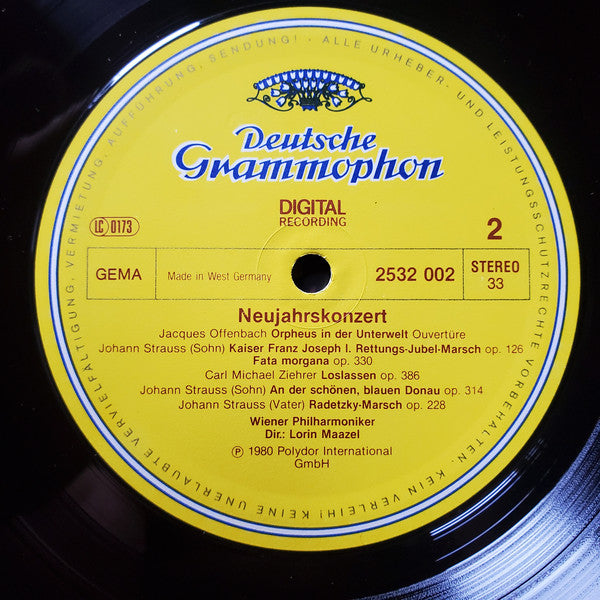 VERVIELFÄLTIGUNG, VERMIETUNG, AUFFÜHRUNG, SENDUNG! · ALLE URHEBER- UND LEISTUNGSSCHUTZRECHTE VORBEHALTEN. KEIN VERLEIH! KEINE UNERLAUBTE
Deutsche
Grammophon
DIGITAL
RECORDING
LC 0173
2
GEMA
Made in West Germany
2532 002
STEREO
33
Neujahrskonzert
Jacques Offenbach Orpheus in der Unterwelt Ouvertüre
Johann Strauss (Sohn) Kaiser Franz Joseph I. Rettungs-Jubel-Marsch op. 126
Fata morgana op. 330
Carl Michael Ziehrer Loslassen op. 386
Johann Strauss (Sohn) An der schönen, blauen Donau op. 314
Johann Strauss (Vater) Radetzky-Marsch op. 228
Wiener Philharmoniker
Dir.: Lorin Maazel
Ⓟ 1980 Polydor International
GmbH